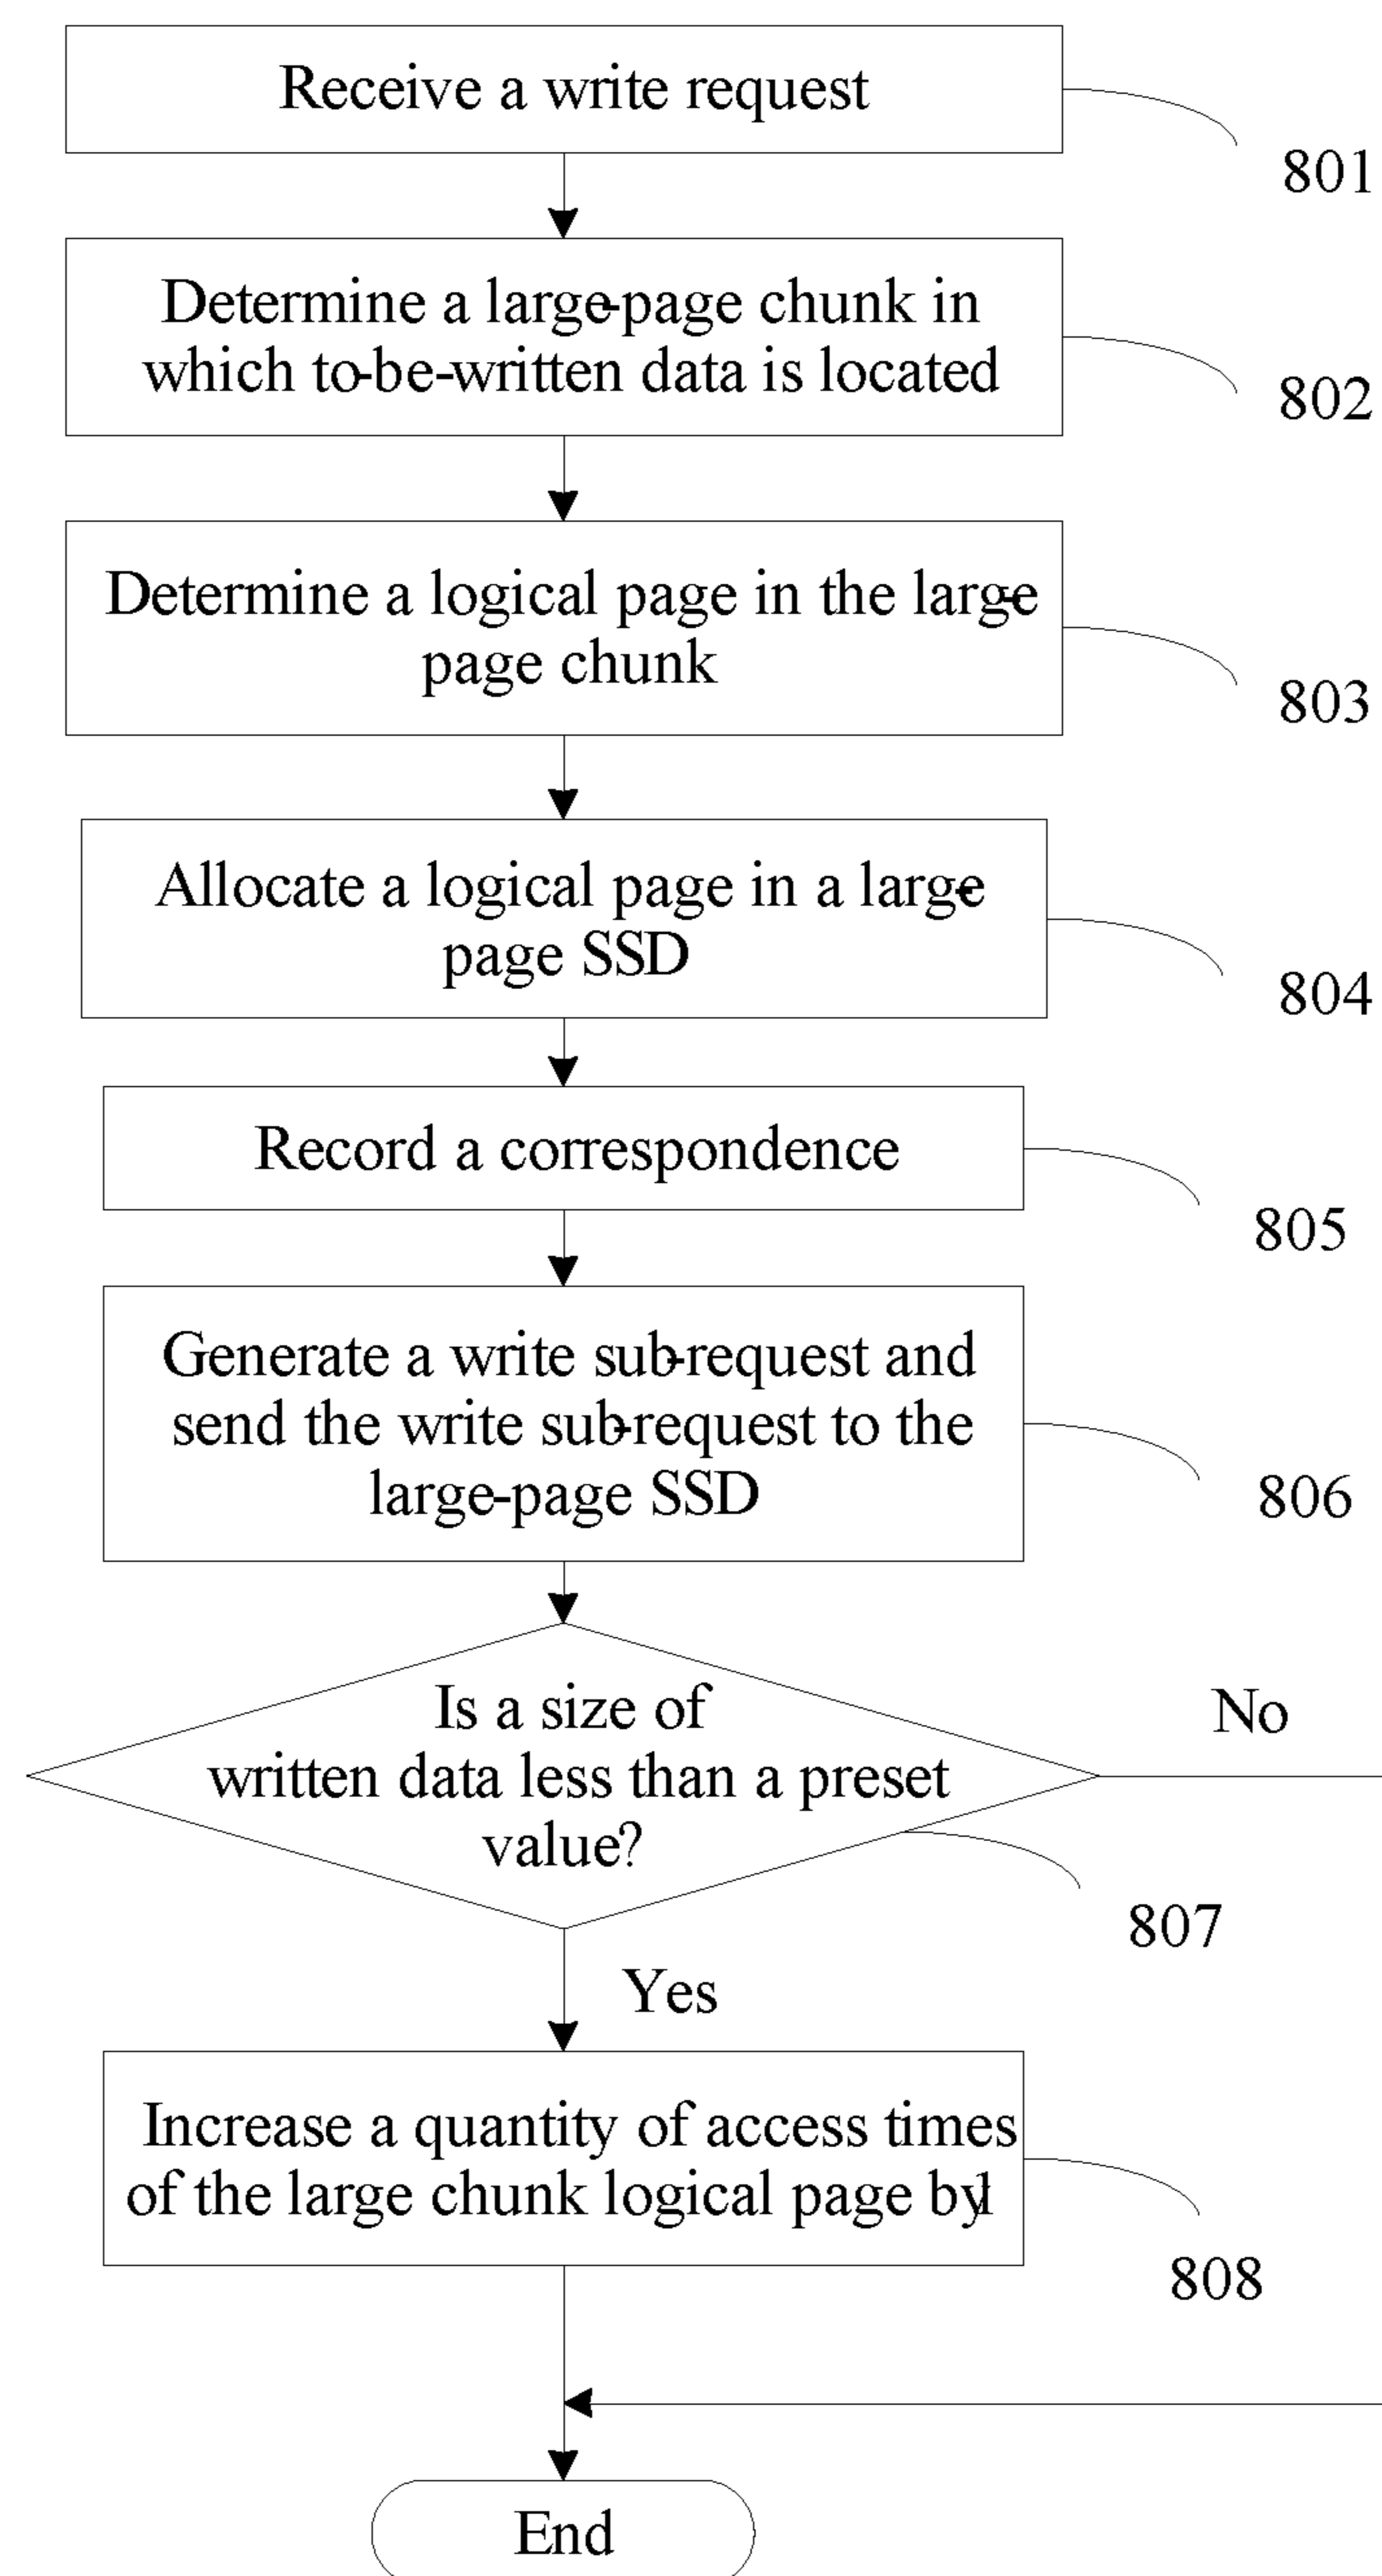 Receive a write request
801
Determine a large-page chunk in
which to-be-written data is located
802
Determine a logical page in the large-
page chunk
803
Allocate a logical page in a large-
page SSD
804
Record a correspondence
805
Generate a write sub-request and
send the write sub-request to the
large-page SSD
806
Is a size of
written data less than a preset
value?
No
807
Yes
Increase a quantity of access times
of the large chunk logical page by 1
808
End